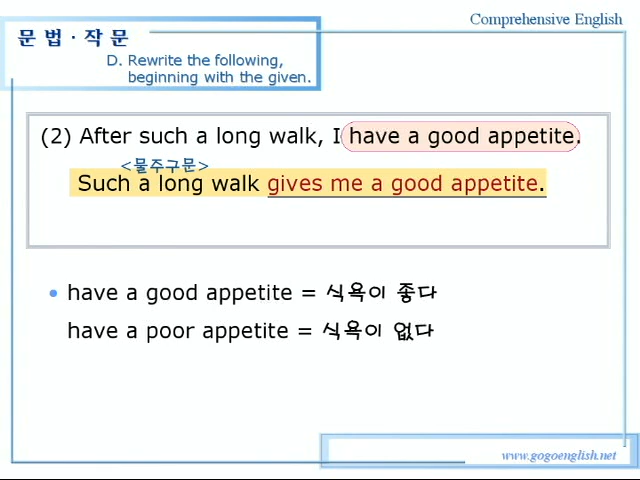 Comprehensive English
문 법 · 작 문
D. Rewrite the following,
beginning with the given.
(2) After such a long walk, I have a good appetite.
<물주구문>
Such a long walk gives me a good appetite.
• have a good appetite = 식욕이 좋다
have a poor appetite = 식욕이 없다
www.gogoenglish.net